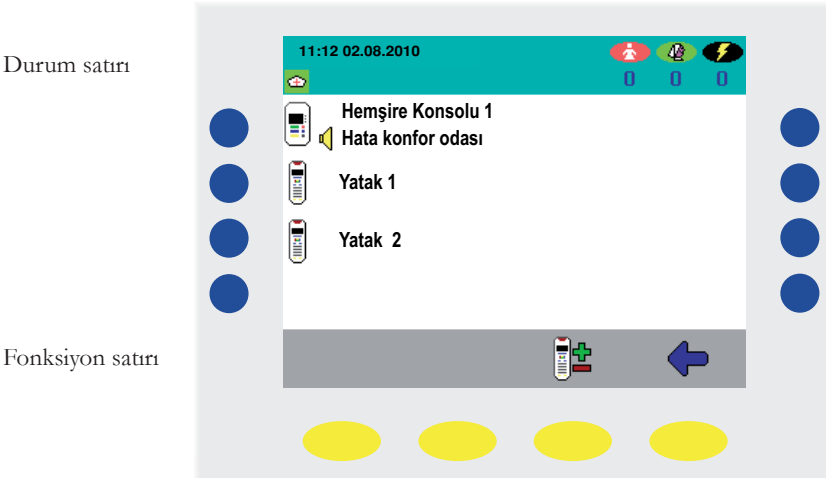 Durum satırı
11:12 02.08.2010
0 0 0
Hemşire Konsolu 1
Hata konfor odası
Yatak 1
Yatak 2
Fonksiyon satırı